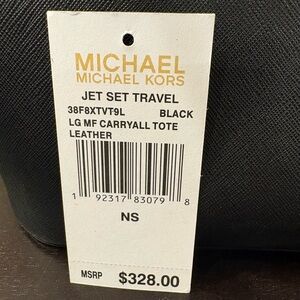 MICHAEL
MICHAEL KORS
JET SET TRAVEL
38F8XTVT9L BLACK
LG MF CARRYALL TOTE
LEATHER
1 92317 83079 8
NS
MSRP $328.00